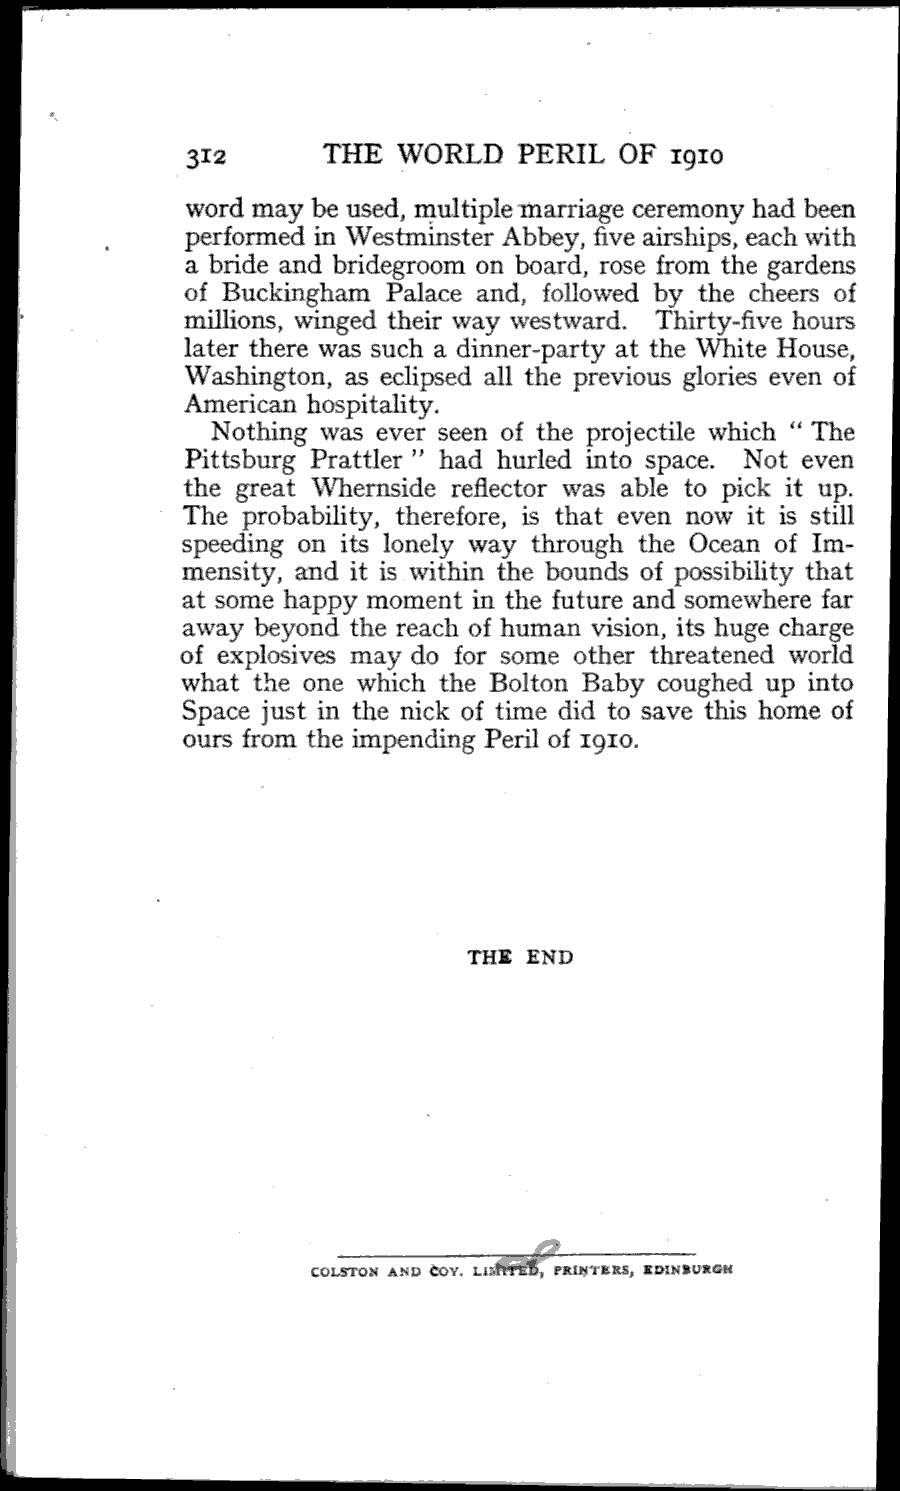 312 THE WORLD PERIL OF 1910
word may be used, multiple marriage ceremony had been
performed in Westminster Abbey, five airships, each with
a bride and bridegroom on board, rose from the gardens
of Buckingham Palace and, followed by the cheers of
millions, winged their way westward. Thirty-five hours
later there was such a dinner-party at the White House,
Washington, as eclipsed all the previous glories even of
American hospitality.
Nothing was ever seen of the projectile which “ The
Pittsburg Prattler ” had hurled into space. Not even
the great Whernside reflector was able to pick it up.
The probability, therefore, is that even now it is still
speeding on its lonely way through the Ocean of Im-
mensity, and it is within the bounds of possibility that
at some happy moment in the future and somewhere far
away beyond the reach of human vision, its huge charge
of explosives may do for some other threatened world
what the one which the Bolton Baby coughed up into
Space just in the nick of time did to save this home of
ours from the impending Peril of 1910.
THE END
COLSTON AND COY. LIMITED, PRINTERS, EDINBURGH